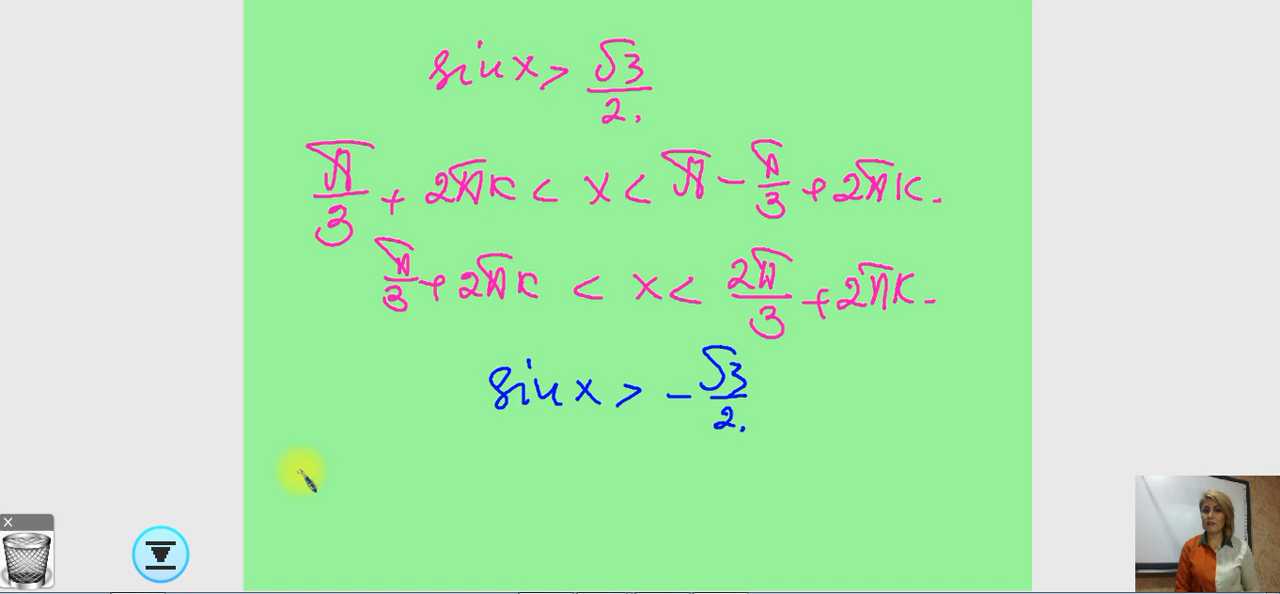 sin x > √3/2.
π/3 + 2πk < x < π − π/3 + 2πk.
π/3 + 2πk < x < 2π/3 + 2πk.
sin x > −√3/2.